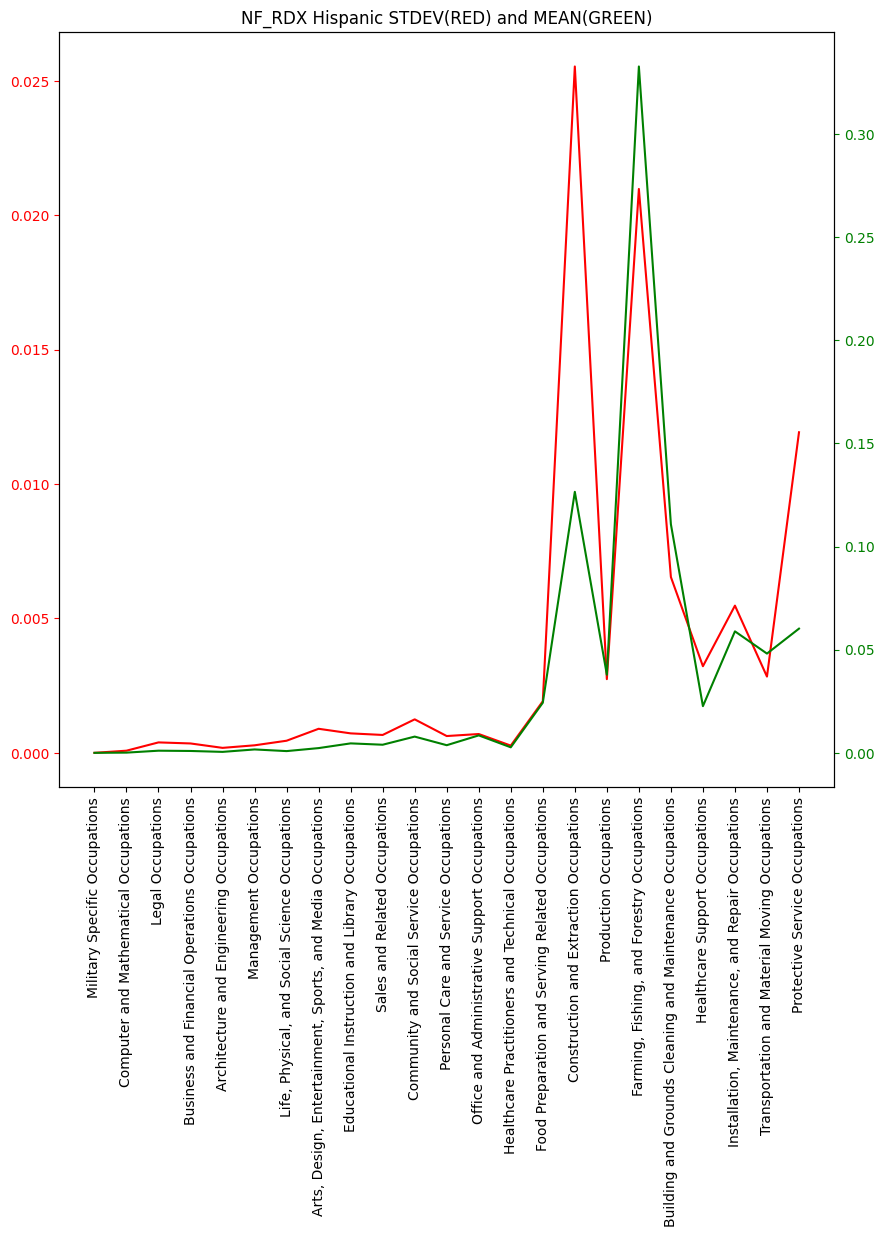 NF_RDX Hispanic STDEV(RED) and MEAN(GREEN)
0.025
0.020
0.015
0.010
0.005
0.000
0.30
0.25
0.20
0.15
0.10
0.05
0.00
Military Specific Occupations
Computer and Mathematical Occupations
Legal Occupations
Business and Financial Operations Occupations
Architecture and Engineering Occupations
Management Occupations
Life, Physical, and Social Science Occupations
Arts, Design, Entertainment, Sports, and Media Occupations
Educational Instruction and Library Occupations
Sales and Related Occupations
Community and Social Service Occupations
Personal Care and Service Occupations
Office and Administrative Support Occupations
Healthcare Practitioners and Technical Occupations
Food Preparation and Serving Related Occupations
Construction and Extraction Occupations
Production Occupations
Farming, Fishing, and Forestry Occupations
Building and Grounds Cleaning and Maintenance Occupations
Healthcare Support Occupations
Installation, Maintenance, and Repair Occupations
Transportation and Material Moving Occupations
Protective Service Occupations